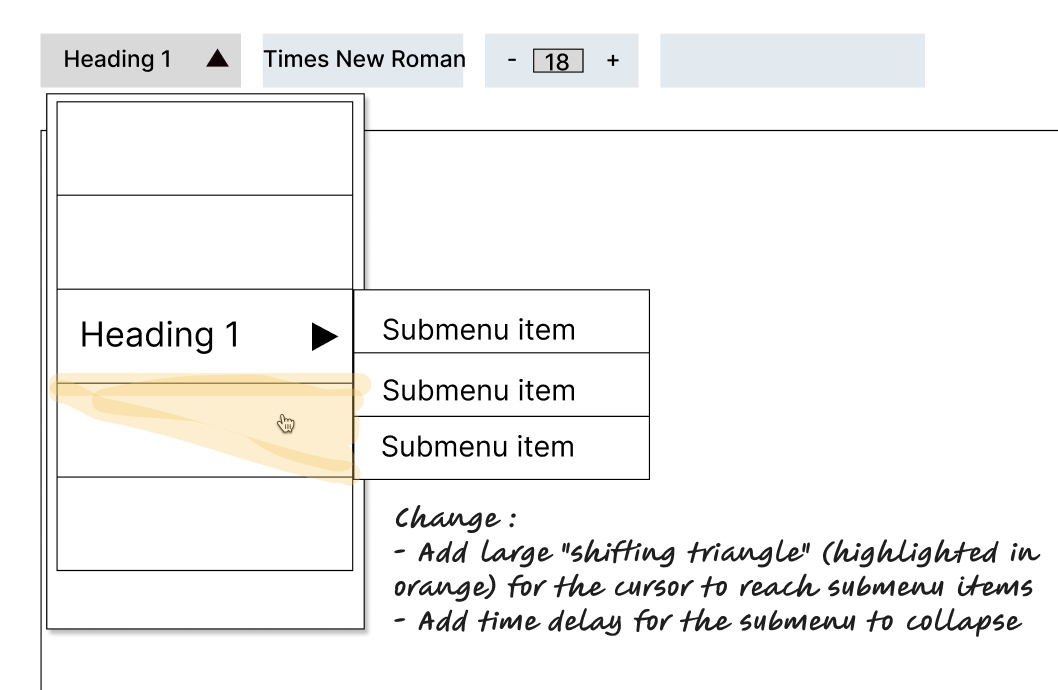 Heading 1 ▲ Times New Roman - 18 +
Heading 1 ▶
Submenu item
Submenu item
Submenu item
Change :
- Add large "shifting triangle" (highlighted in
orange) for the cursor to reach submenu items
- Add time delay for the submenu to collapse